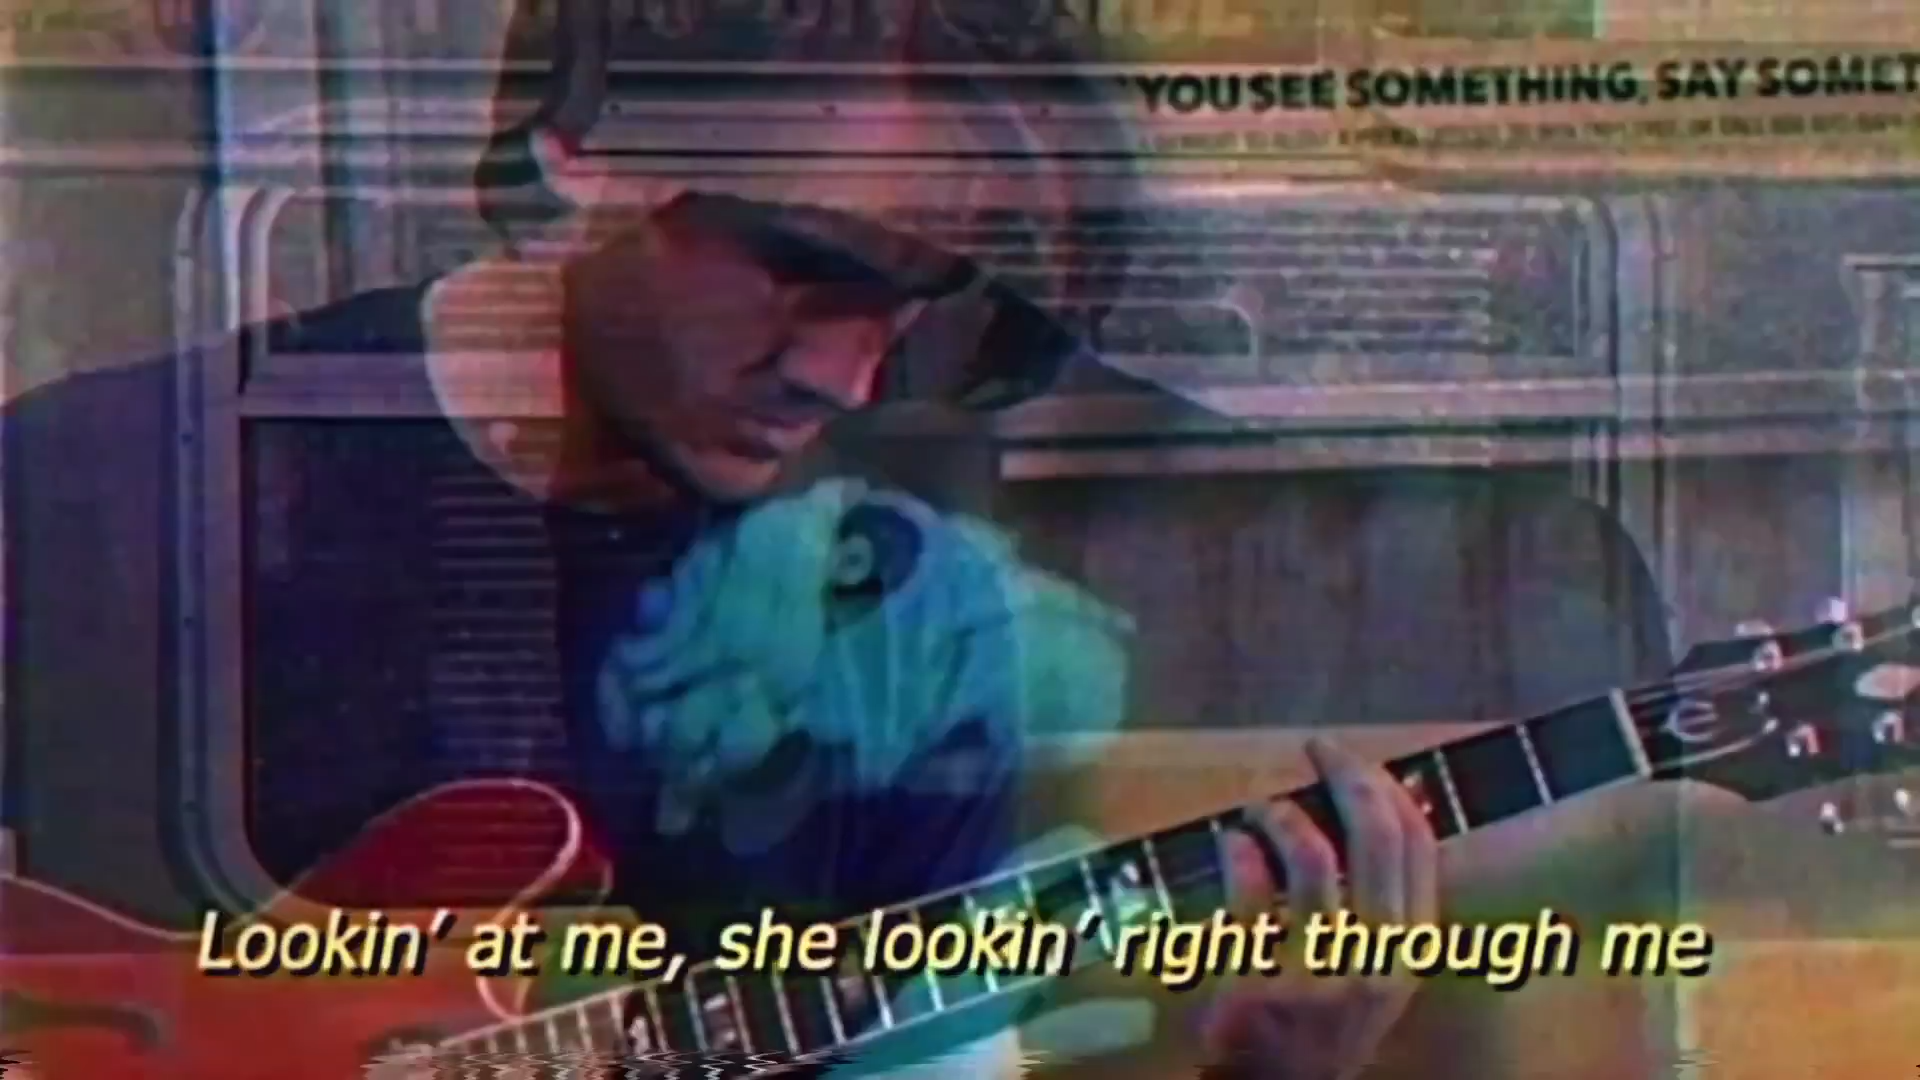 YOU SEE SOMETHING, SAY SOMET
Lookin' at me, she lookin' right through me